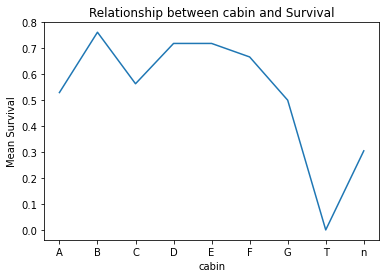 Relationship between cabin and Survival
Mean Survival
0.8
0.7
0.6
0.5
0.4
0.3
0.2
0.1
0.0
A B C D E F G T n
cabin